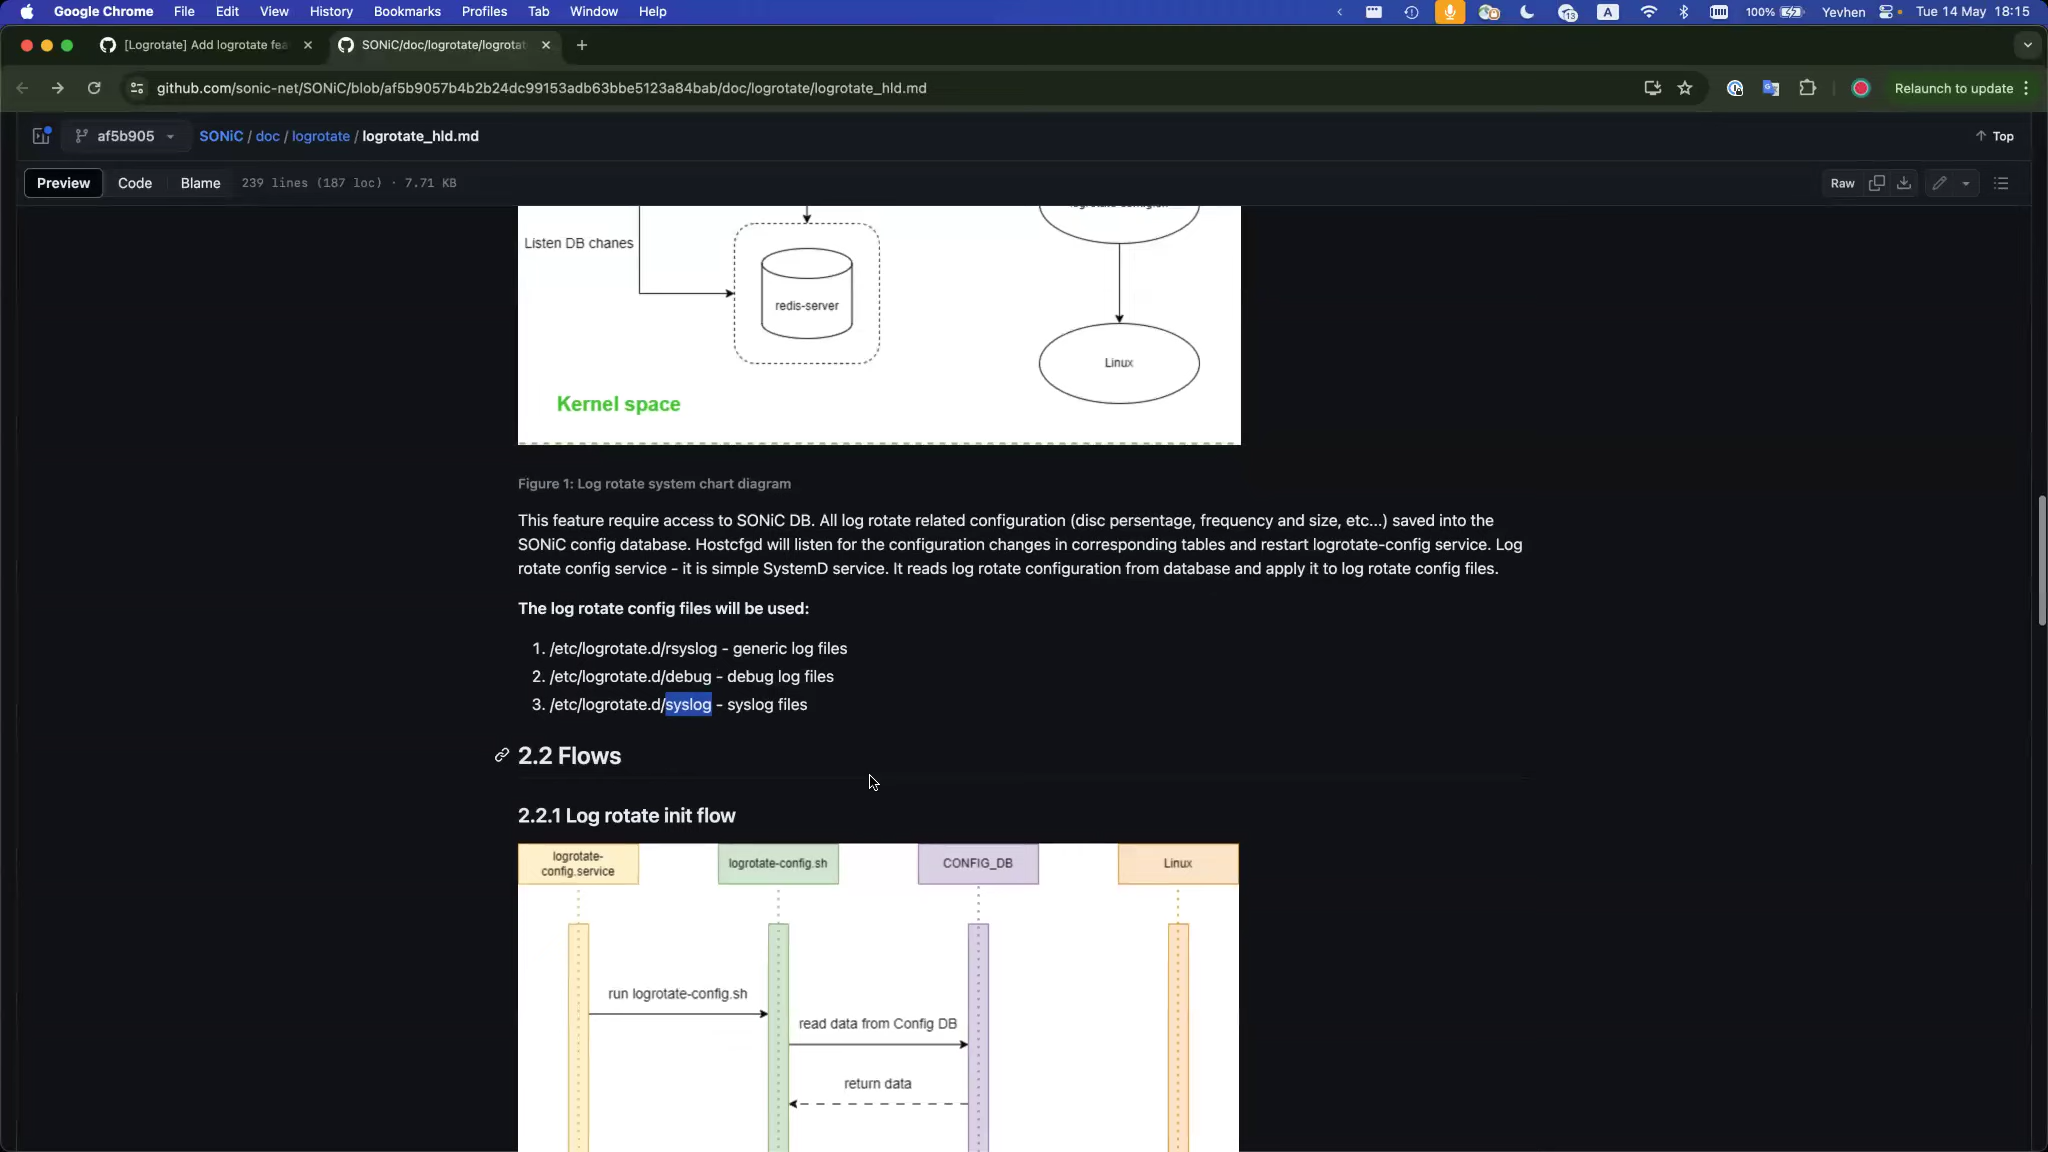 Google Chrome File Edit View History Bookmarks Profiles Tab Window Help
13 A 100% Yevhen Tue 14 May 18:15
[Logrotate] Add logrotate fea
SONiC/doc/logrotate/logrotat
github.com/sonic-net/SONiC/blob/af5b9057b4b2b24dc99153adb63bbe5123a84bab/doc/logrotate/logrotate_hld.md
Relaunch to update
af5b905
SONiC / doc / logrotate / logrotate_hld.md
Top
Preview Code Blame 239 lines (187 loc) · 7.71 KB
Raw
Listen DB chanes
redis-server
Linux
Kernel space
Figure 1: Log rotate system chart diagram
This feature require access to SONiC DB. All log rotate related configuration (disc persentage, frequency and size, etc...) saved into the
SONiC config database. Hostcfgd will listen for the configuration changes in corresponding tables and restart logrotate-config service. Log
rotate config service - it is simple SystemD service. It reads log rotate configuration from database and apply it to log rotate config files.
The log rotate config files will be used:
1. /etc/logrotate.d/rsyslog - generic log files
2. /etc/logrotate.d/debug - debug log files
3. /etc/logrotate.d/syslog - syslog files
2.2 Flows
2.2.1 Log rotate init flow
logrotate-
config.service
logrotate-config.sh
CONFIG_DB
Linux
run logrotate-config.sh
read data from Config DB
return data